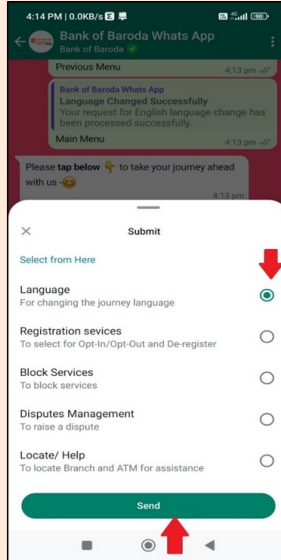 4:14 PM | 0.0KB/s
Bank of Baroda Whats App
Bank of Baroda
Previous Menu
4:13 pm
Bank of Baroda Whats App
Language Changed Successfully
Your request for English language change has
been processed successfully.
Main Menu
4:13 pm
Please tap below 👇 to take your journey ahead
with us -😊
4:13 pm
Submit
Select from Here
Language
For changing the journey language
Registration sevices
To select for Opt-In/Opt-Out and De-register
Block Services
To block services
Disputes Management
To raise a dispute
Locate/ Help
To locate Branch and ATM for assistance
Send